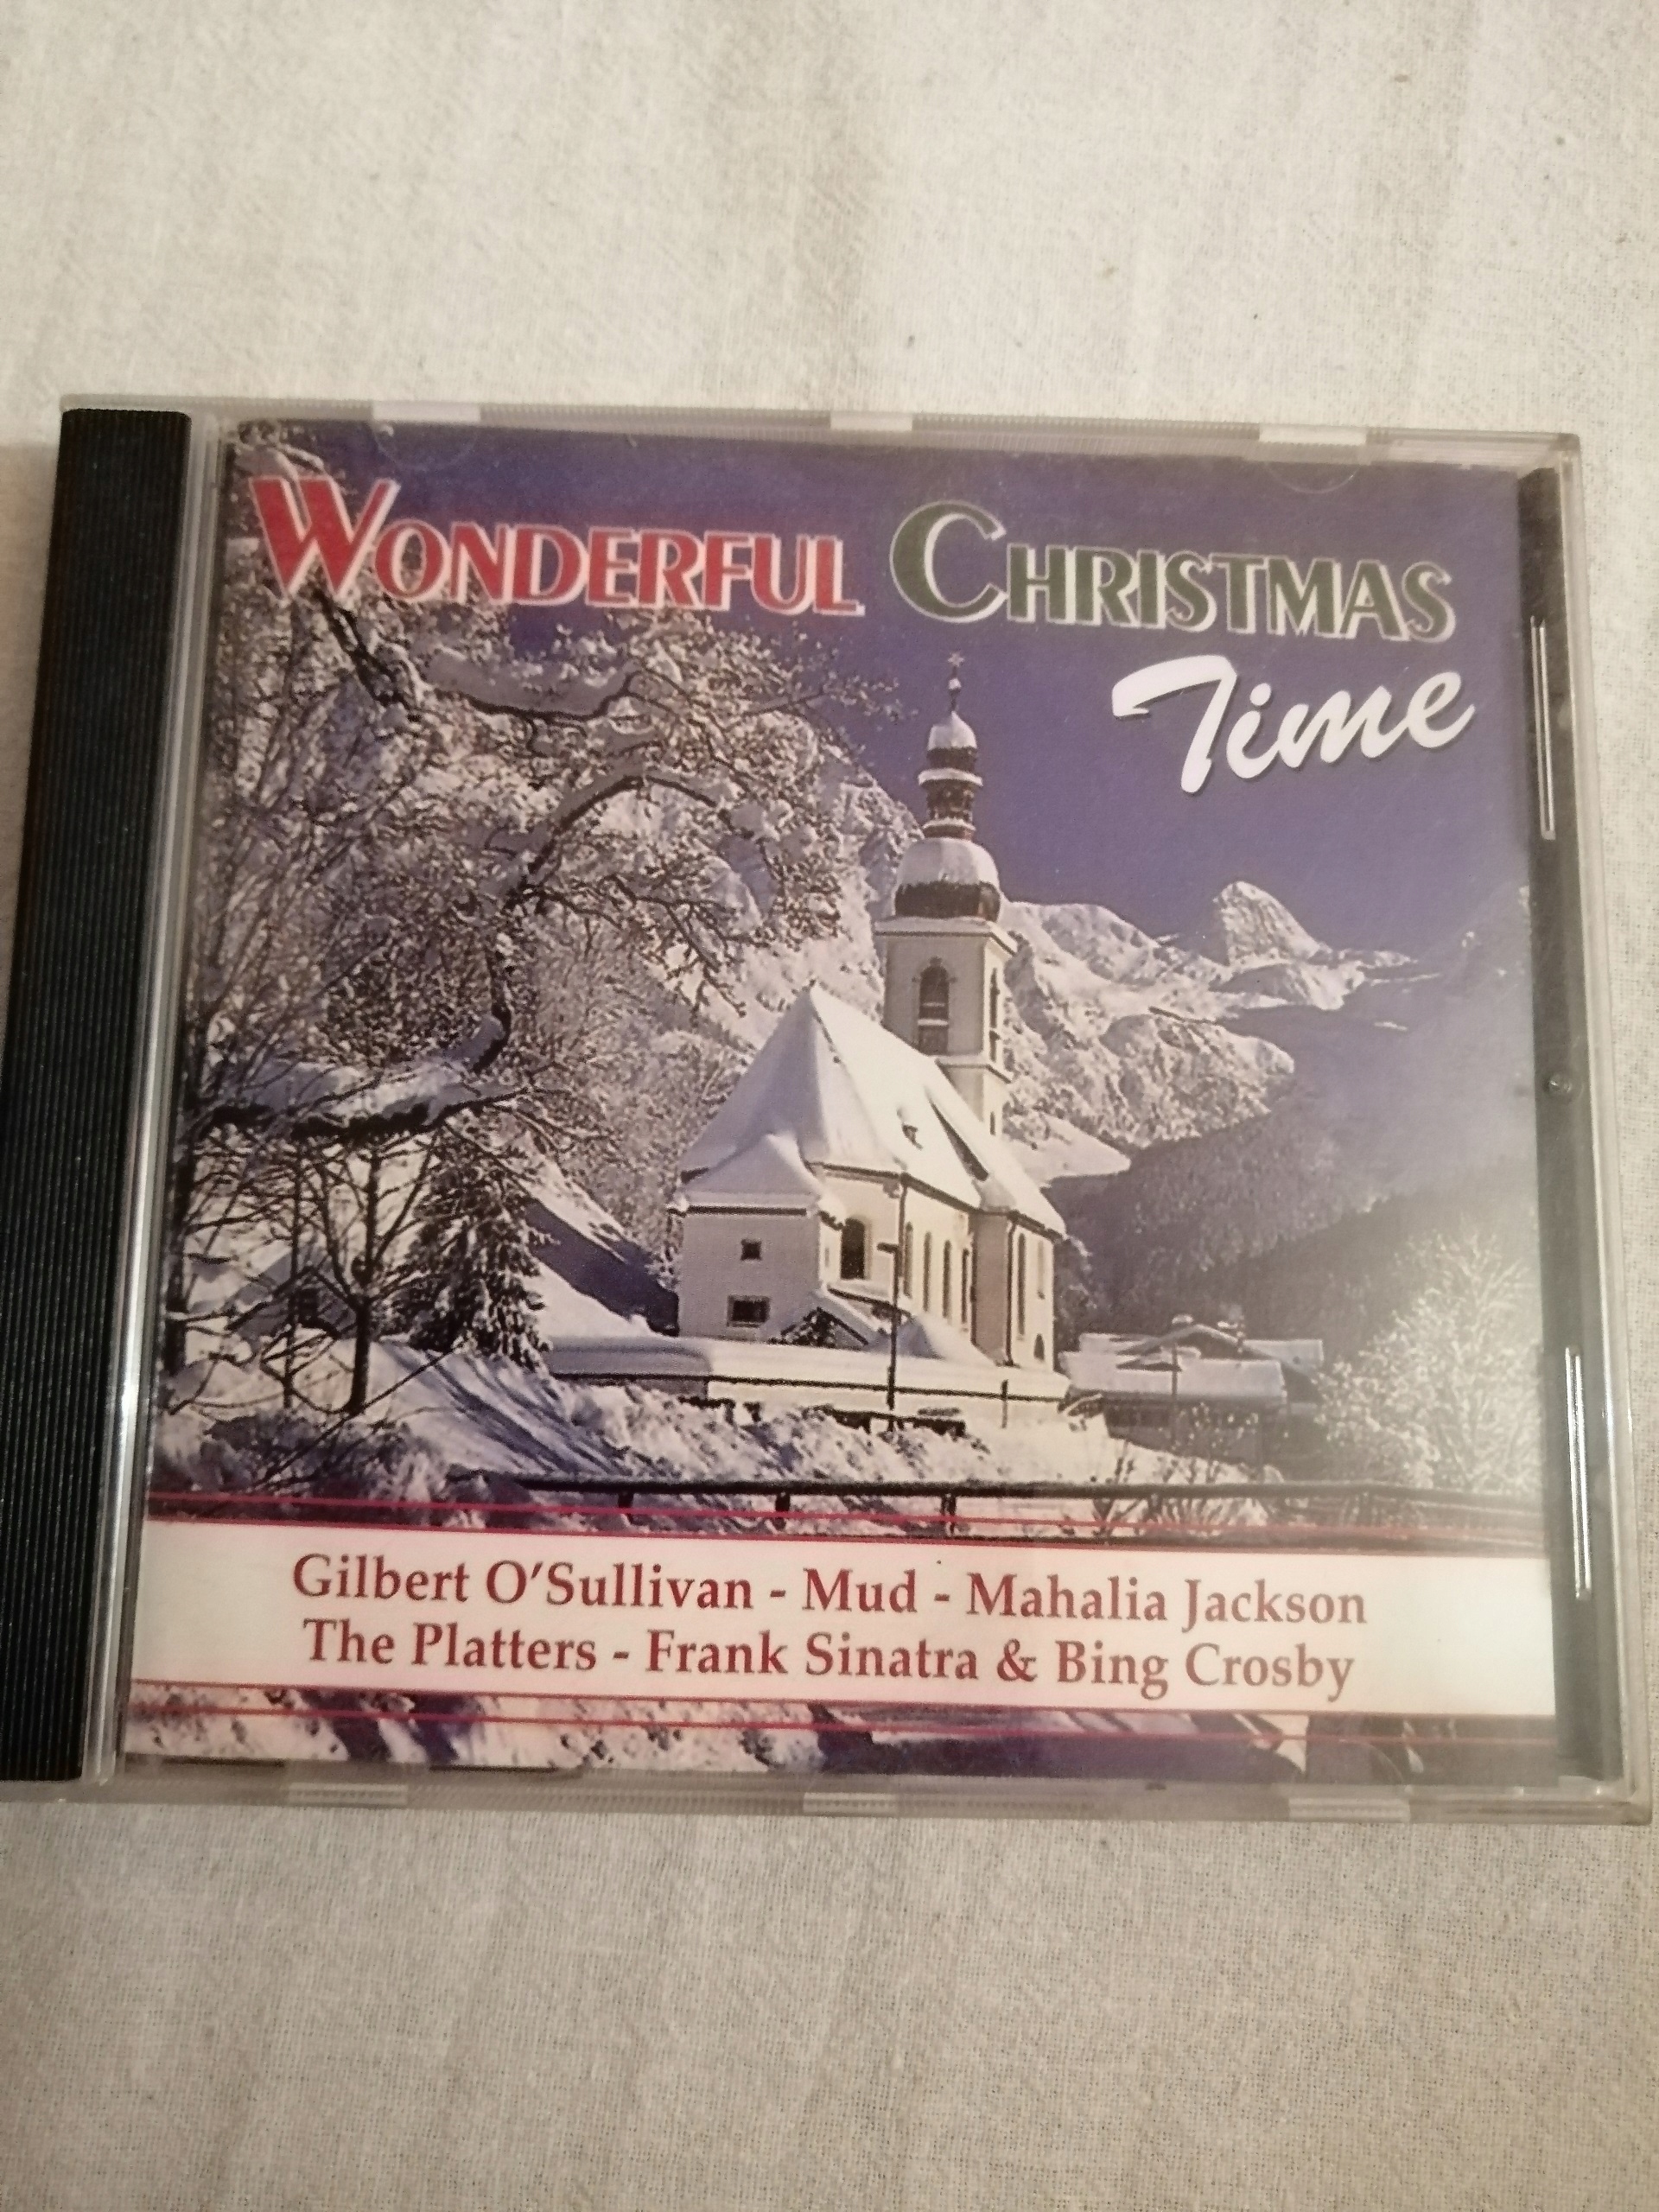 WONDERFUL CHRISTMAS
Time
Gilbert O'Sullivan - Mud - Mahalia Jackson
The Platters - Frank Sinatra & Bing Crosby